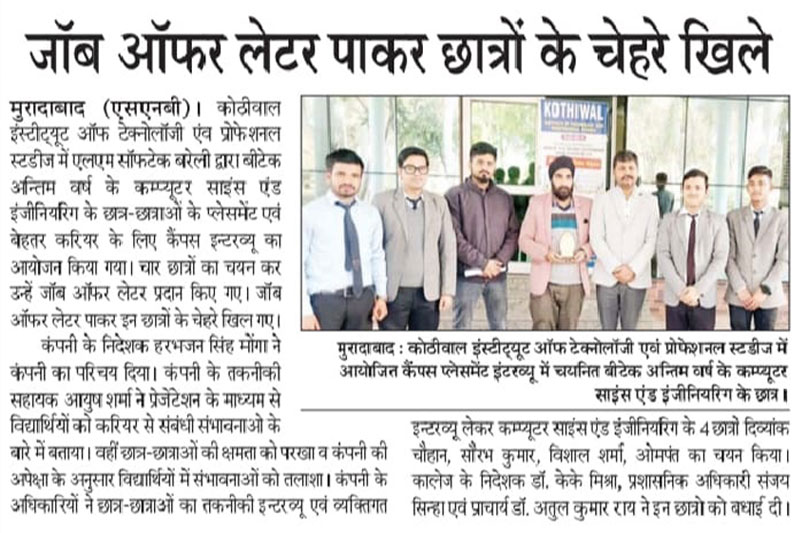 जॉब ऑफर लेटर पाकर छात्रों के चेहरे खिले
मुरादाबाद (एसएनबी)। कोठीवाल
इंस्टीट्यूट ऑफ टेक्नोलॉजी एंव प्रोफेशनल
स्टडीज में एलएम सॉफटेक बरेली द्वारा बीटेक
अन्तिम वर्ष के कम्प्यूटर साइंस एंड
इंजीनियरिग के छात्र-छात्राओं के प्लेसमेंट एवं
बेहतर करियर के लिए कैंपस इन्टरव्यू का
आयोजन किया गया। चार छात्रों का चयन कर
उन्हें जॉब ऑफर लेटर प्रदान किए गए। जॉब
ऑफर लेटर पाकर इन छात्रों के चेहरे खिल गए।
कंपनी के निदेशक हरभजन सिंह मोंगा ने
कंपनी का परिचय दिया। कंपनी के तकनीकी
सहायक आयुष शर्मा ने प्रेजेंटेशन के माध्यम से
विद्यार्थियों को करियर से संबंधी संभावनाओं के
बारे में बताया। वहीं छात्र-छात्राओं की क्षमता को परखा व कंपनी की
अपेक्षा के अनुसार विद्यार्थियों में संभावनाओं को तलाशा। कंपनी के
अधिकारियों ने छात्र-छात्राओं का तकनीकी इन्टरव्यू एवं व्यक्तिगत
KOTHIWAL
मुरादाबाद : कोठीवाल इंस्टीट्यूट ऑफ टेक्नोलॉजी एवं प्रोफेशनल स्टडीज में
आयोजित कैंपस प्लेसमेंट इंटरव्यू में चयनित बीटेक अन्तिम वर्ष के कम्प्यूटर
साइंस एंड इंजीनियरिंग के छात्र।
इन्टरव्यू लेकर कम्प्यूटर साइंस एंड इंजीनियरिंग के 4 छात्रों दिव्यांक
चौहान, सौरभ कुमार, विशाल शर्मा, ओमपंत का चयन किया।
कालेज के निदेशक डॉ. केके मिश्रा, प्रशासनिक अधिकारी संजय
सिन्हा एवं प्राचार्य डॉ. अतुल कुमार राय ने इन छात्रों को बधाई दी।